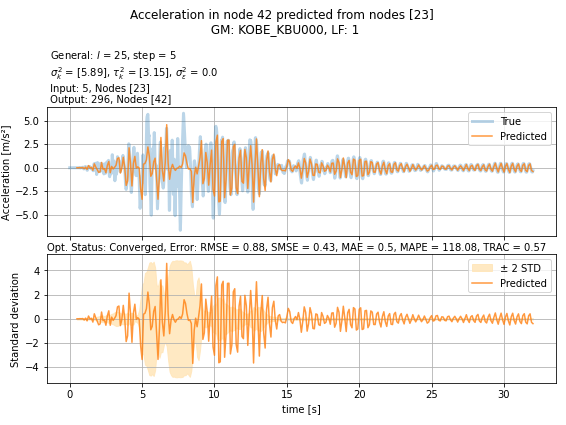 Acceleration in node 42 predicted from nodes [23]
GM: KOBE_KBU000, LF: 1
General: l = 25, step = 5
σ²ₖ = [5.89], τ²ₖ = [3.15], σ²ε = 0.0
Input: 5, Nodes [23]
Output: 296, Nodes [42]
Acceleration [m/s²]
5.0
2.5
0.0
−2.5
−5.0
True
Predicted
Opt. Status: Converged, Error: RMSE = 0.88, SMSE = 0.43, MAE = 0.5, MAPE = 118.08, TRAC = 0.57
Standard deviation
4
2
0
−2
−4
± 2 STD
Predicted
0 5 10 15 20 25 30
time [s]